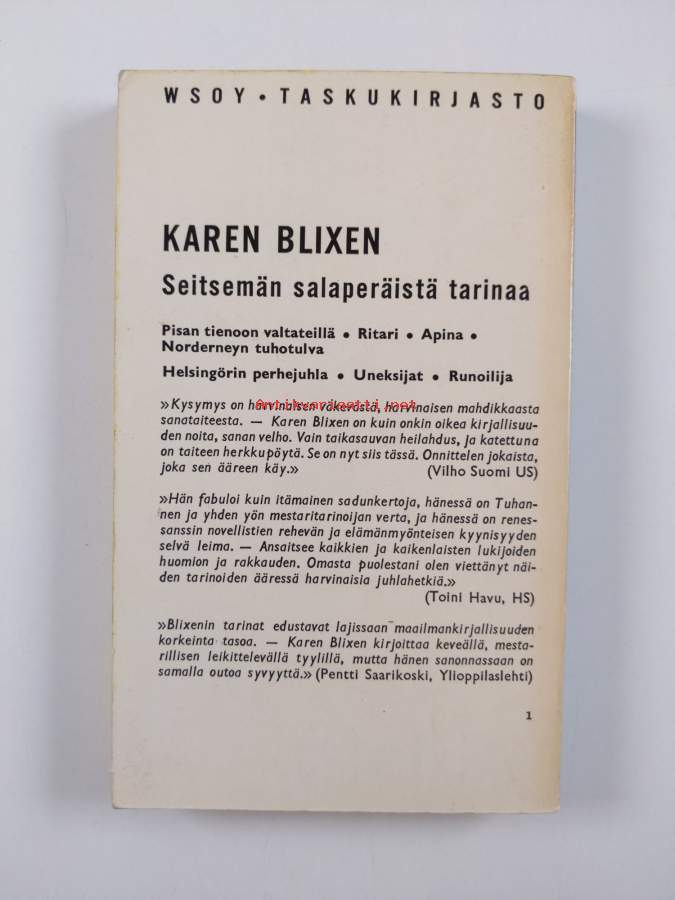 WSOY • TASKUKIRJASTO
KAREN BLIXEN
Seitsemän salaperäistä tarinaa
Pisan tienoon valtateillä • Ritari • Apina •
Norderneyn tuhotulva
Helsingörin perhejuhla • Uneksijat • Runoilija
Antikvariaatti.net
»Kysymys on harvinaisen väkevästä, harvinaisen mahdikkaasta
sanataiteesta. — Karen Blixen on kuin onkin oikea kirjallisuu-
den noita, sanan velho. Vain taikasauvan heilahdus, ja katettuna
on taiteen herkkupöytä. Se on nyt siis tässä. Onnittelen jokaista,
joka sen ääreen käy.» (Vilho Suomi US)
»Hän fabuloi kuin itämainen sadunkertoja, hänessä on Tuhan-
nen ja yhden yön mestaritarinoijan verta, ja hänessä on renes-
sanssin novellistien rehevän ja elämänmyönteisen kyynisyyden
selvä leima. — Ansaitsee kaikkien ja kaikenlaisten lukijoiden
huomion ja rakkauden. Omasta puolestani olen viettänyt näi-
den tarinoiden ääressä harvinaisia juhlahetkiä.»
(Toini Havu, HS)
»Blixenin tarinat edustavat lajissaan maailmankirjallisuuden
korkeinta tasoa. — Karen Blixen kirjoittaa keveällä, mesta-
rillisen leikittelevällä tyylillä, mutta hänen sanonnassaan on
samalla outoa syvyyttä.» (Pentti Saarikoski, Ylioppilaslehti)
1